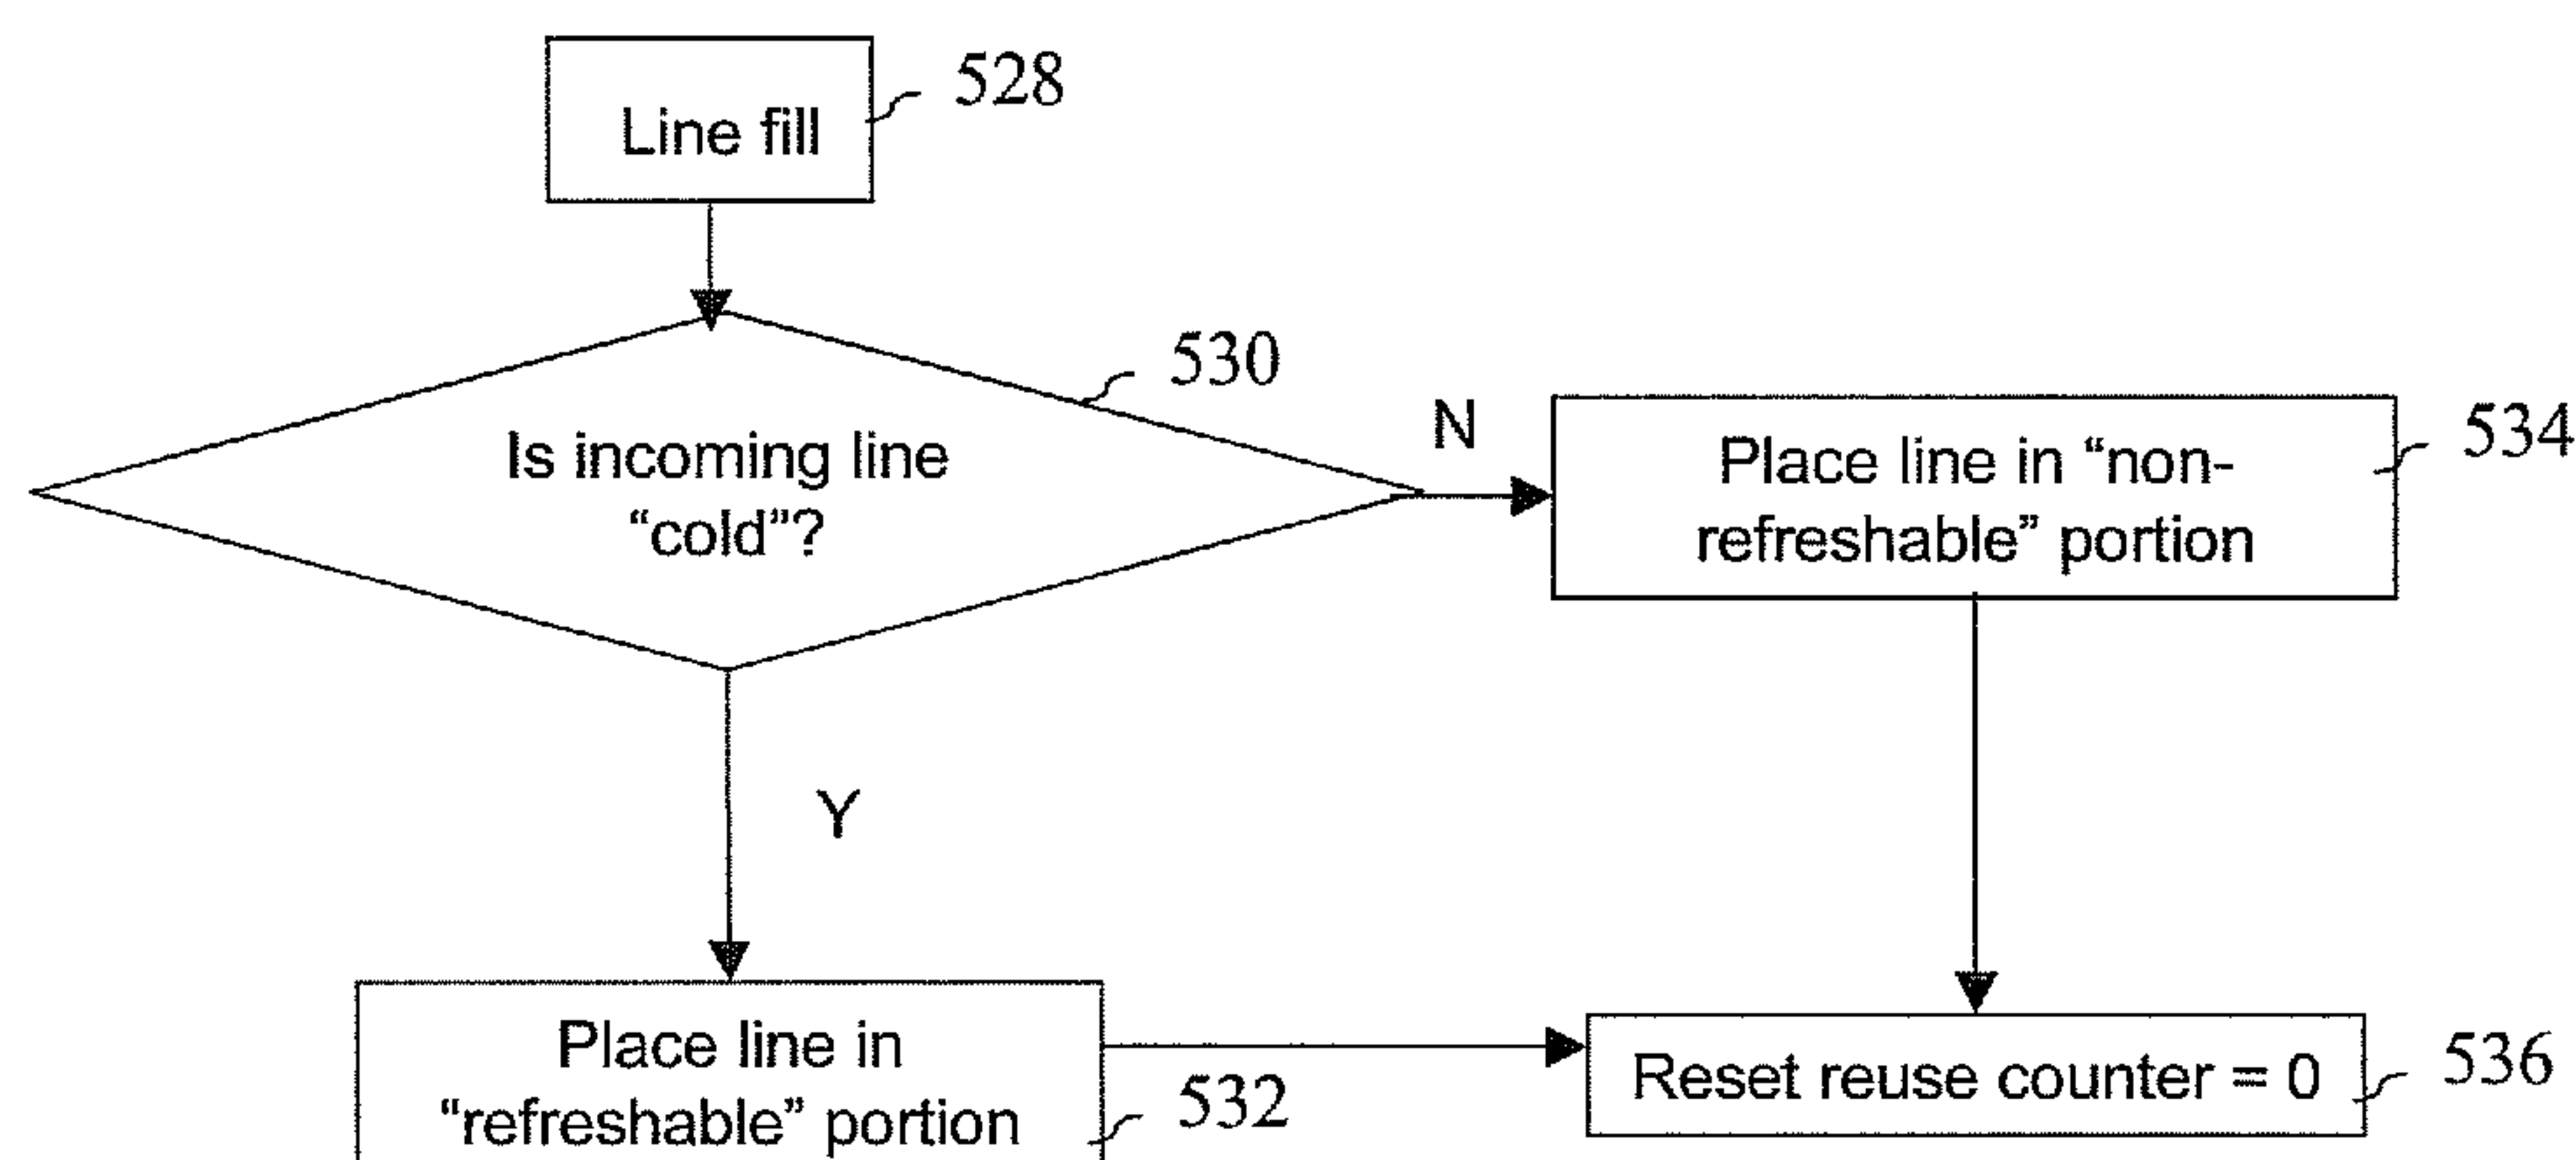 Line fill
528
530
Is incoming line
“cold”?
N
Place line in “non-
refreshable” portion
534
Y
Place line in
“refreshable” portion
532
Reset reuse counter = 0
536